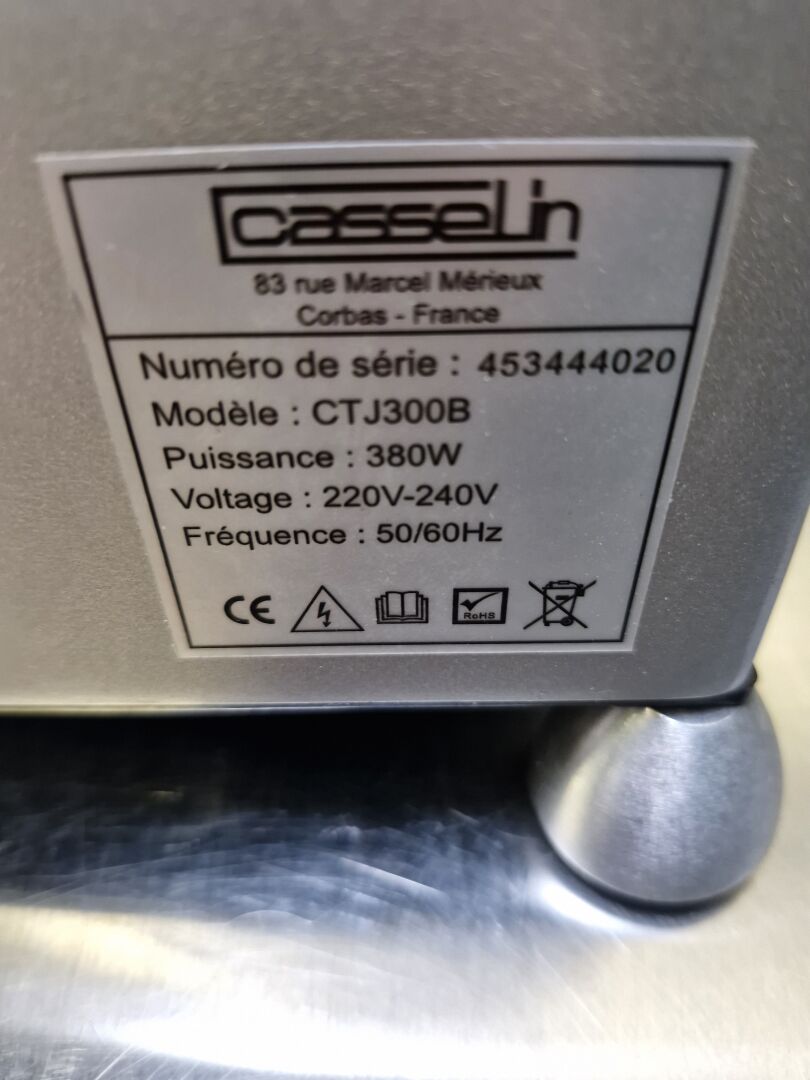 casselin
83 rue Marcel Mérieux
Corbas - France
Numéro de série : 453444020
Modèle : CTJ300B
Puissance : 380W
Voltage : 220V-240V
Fréquence : 50/60Hz
CE
RoHS